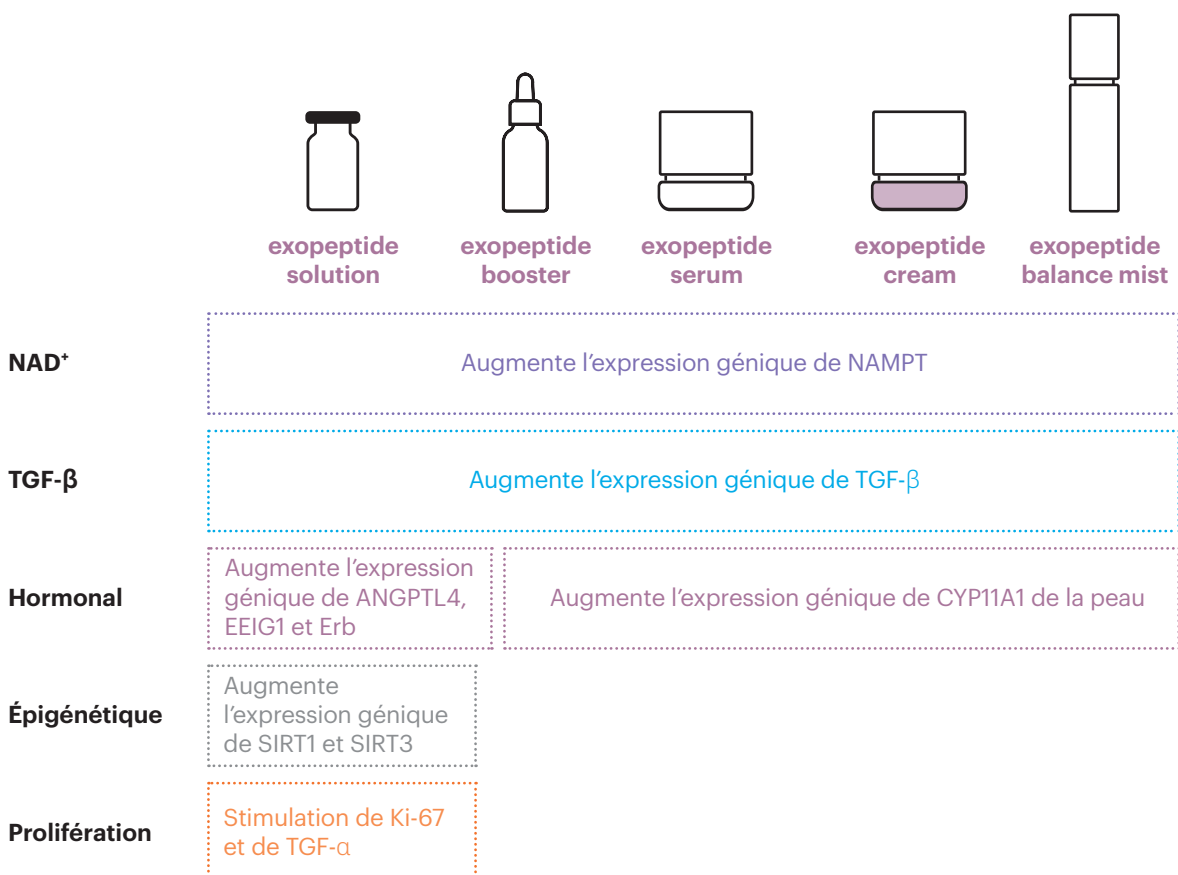 exopeptide
solution
exopeptide
booster
exopeptide
serum
exopeptide
cream
exopeptide
balance mist
NAD⁺
Augmente l’expression génique de NAMPT
TGF-β
Augmente l’expression génique de TGF-β
Hormonal
Augmente l’expression
génique de ANGPTL4,
EEIG1 et Erb
Augmente l’expression génique de CYP11A1 de la peau
Épigénétique
Augmente
l’expression génique
de SIRT1 et SIRT3
Prolifération
Stimulation de Ki-67
et de TGF-α